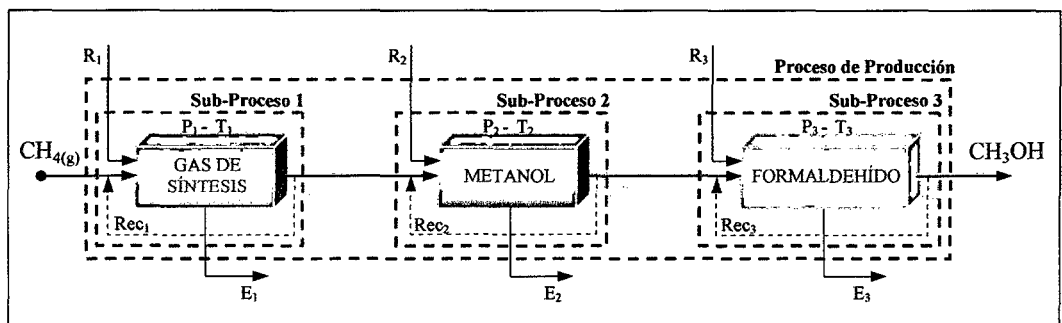 R₁
R₂
R₃
Proceso de Producción
Sub-Proceso 1
Sub-Proceso 2
Sub-Proceso 3
P₁ - T₁
P₂ - T₂
P₃ - T₃
CH₄₍g₎
GAS DE
SÍNTESIS
METANOL
FORMALDEHÍDO
CH₃OH
Rec₁
Rec₂
Rec₃
E₁
E₂
E₃